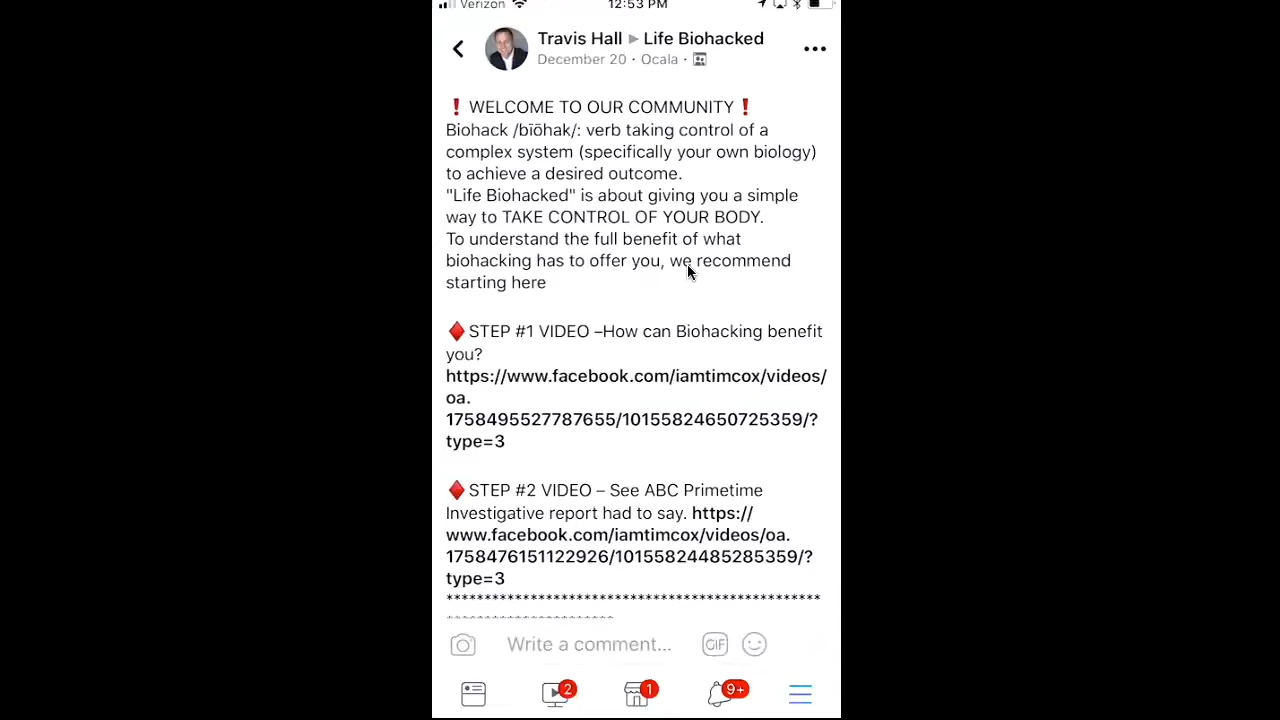 Verizon 12:53 PM
Travis Hall ▸ Life Biohacked
December 20 · Ocala ·
❗ WELCOME TO OUR COMMUNITY ❗
Biohack /bīōhak/: verb taking control of a
complex system (specifically your own biology)
to achieve a desired outcome.
"Life Biohacked" is about giving you a simple
way to TAKE CONTROL OF YOUR BODY.
To understand the full benefit of what
biohacking has to offer you, we recommend
starting here
♦️STEP #1 VIDEO –How can Biohacking benefit
you?
https://www.facebook.com/iamtimcox/videos/
oa.
1758495527787655/10155824650725359/?
type=3
♦️STEP #2 VIDEO – See ABC Primetime
Investigative report had to say. https://
www.facebook.com/iamtimcox/videos/oa.
1758476151122926/10155824485285359/?
type=3
*************************************************
**********************
Write a comment... GIF
2 1 9+